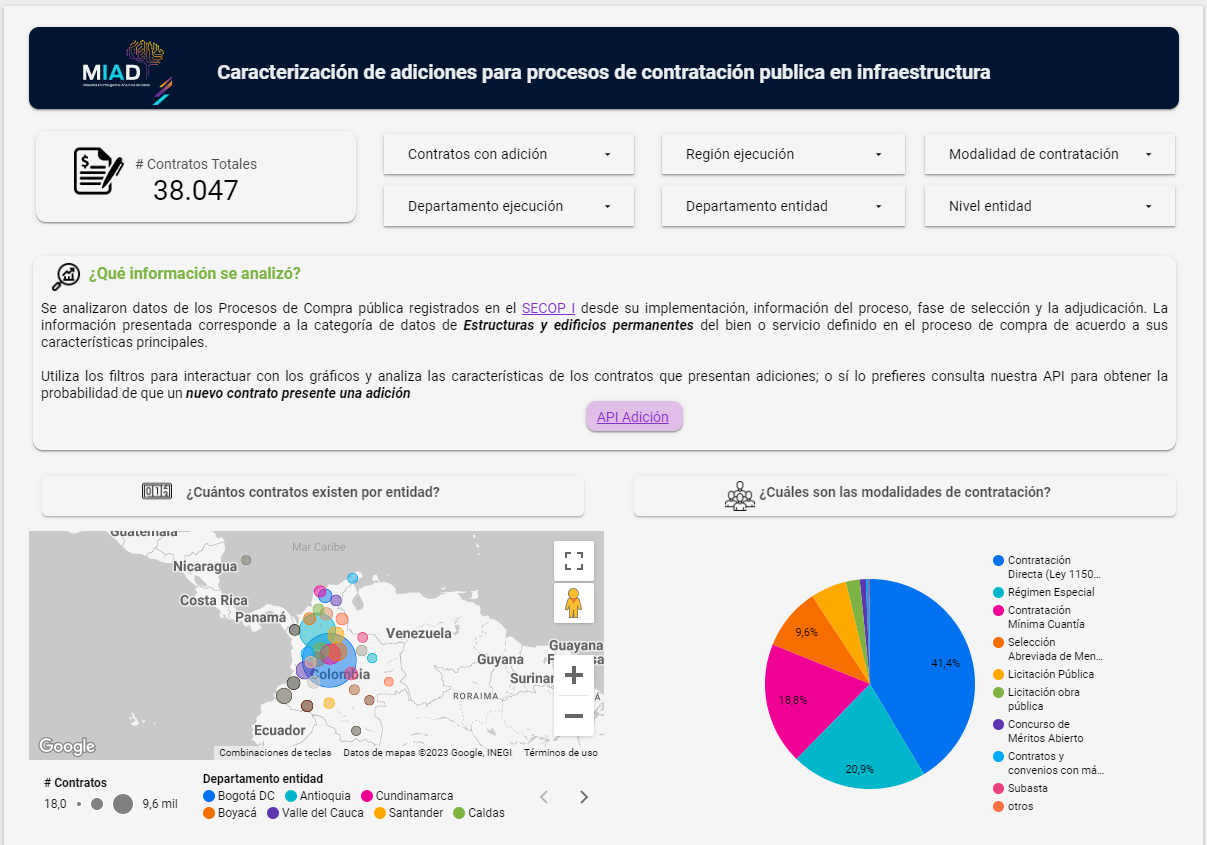 MIAD
Caracterización de adiciones para procesos de contratación publica en infraestructura
# Contratos Totales
38.047
Contratos con adición
Región ejecución
Modalidad de contratación
Departamento ejecución
Departamento entidad
Nivel entidad
¿Qué información se analizó?
Se analizaron datos de los Procesos de Compra pública registrados en el SECOP I desde su implementación, información del proceso, fase de selección y la adjudicación. La
información presentada corresponde a la categoría de datos de Estructuras y edificios permanentes del bien o servicio definido en el proceso de compra de acuerdo a sus
características principales.
Utiliza los filtros para interactuar con los gráficos y analiza las características de los contratos que presentan adiciones; o sí lo prefieres consulta nuestra API para obtener la
probabilidad de que un nuevo contrato presente una adición
API Adición
¿Cuántos contratos existen por entidad?
¿Cuáles son las modalidades de contratación?
Guatemala
Mar Caribe
Nicaragua
Costa Rica
Panamá
Venezuela
Guayana
Guyana
Surinar
Colombia
RORAIMA
Ecuador
Google
Combinaciones de teclas
Datos de mapas ©2023 Google, INEGI
Términos de uso
# Contratos
18,0
9,6 mil
Departamento entidad
Bogotá DC
Antioquia
Cundinamarca
Boyacá
Valle del Cauca
Santander
Caldas
41,4%
20,9%
18,8%
9,6%
Contratación
Directa (Ley 1150...
Régimen Especial
Contratación
Mínima Cuantía
Selección
Abreviada de Men...
Licitación Pública
Licitación obra
pública
Concurso de
Méritos Abierto
Contratos y
convenios con má...
Subasta
otros